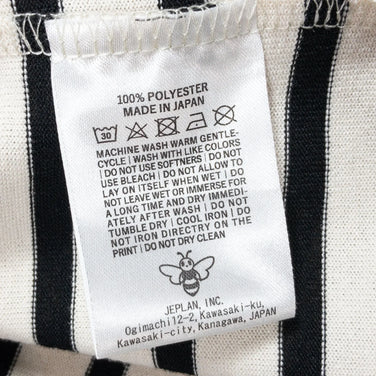 100% POLYESTER
MADE IN JAPAN
30
MACHINE WASH WARM GENTLE-
CYCLE | WASH WITH LIKE COLORS
| DO NOT USE SOFTNERS | DO NOT
USE BLEACH | DO NOT ALLOW TO
LAY ON ITSELF WHEN WET | DO
NOT LEAVE WET OR IMMERSE FOR
A LONG TIME AND DRY IMMEDI-
ATELY AFTER WASH | DO NOT
TUMBLE DRY | COOL IRON | DO
NOT IRON DIRECTRY ON THE
PRINT | DO NOT DRY CLEAN
JEPLAN, INC.
Ogimachi12-2, Kawasaki-ku,
Kawasaki-city, Kanagawa, JAPAN